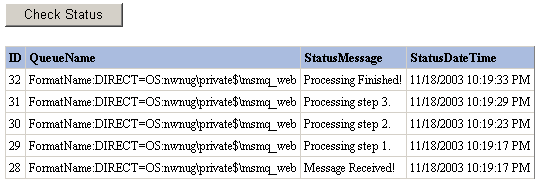 Check Status
ID QueueName StatusMessage StatusDateTime
32 FormatName:DIRECT=OS:nwnug\private$\msmq_web Processing Finished! 11/18/2003 10:19:33 PM
31 FormatName:DIRECT=OS:nwnug\private$\msmq_web Processing step 3. 11/18/2003 10:19:29 PM
30 FormatName:DIRECT=OS:nwnug\private$\msmq_web Processing step 2. 11/18/2003 10:19:23 PM
29 FormatName:DIRECT=OS:nwnug\private$\msmq_web Processing step 1. 11/18/2003 10:19:17 PM
28 FormatName:DIRECT=OS:nwnug\private$\msmq_web Message Received! 11/18/2003 10:19:17 PM